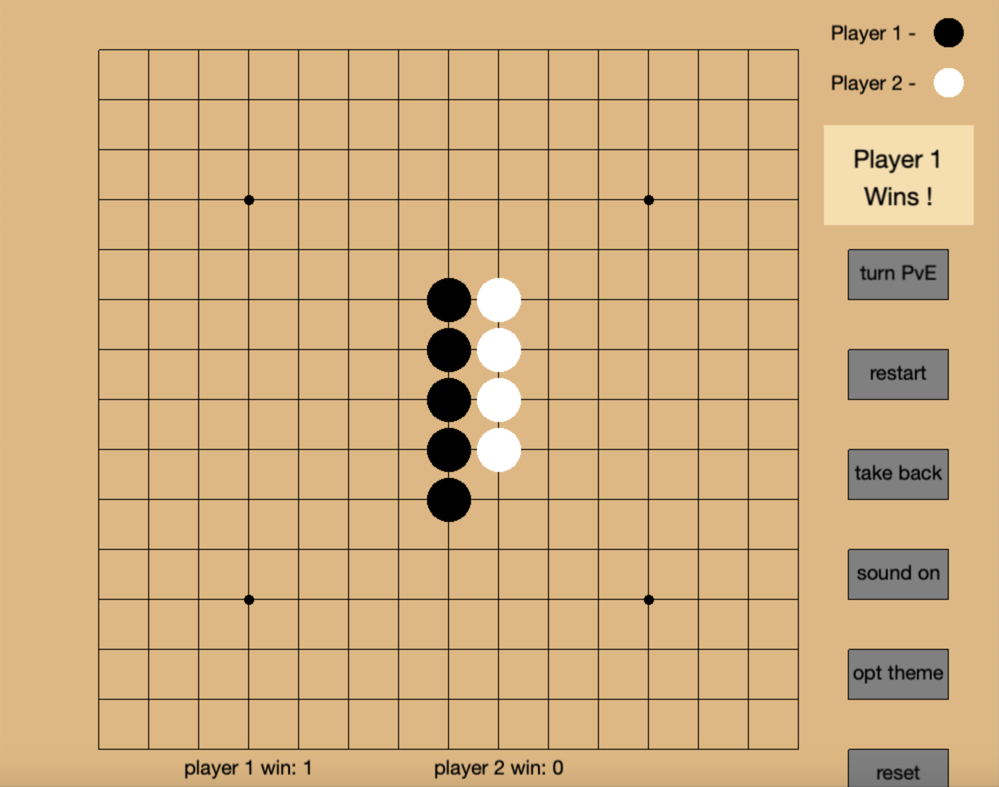 Player 1 -
Player 2 -
Player 1
Wins !
turn PvE
restart
take back
sound on
opt theme
reset
player 1 win: 1
player 2 win: 0